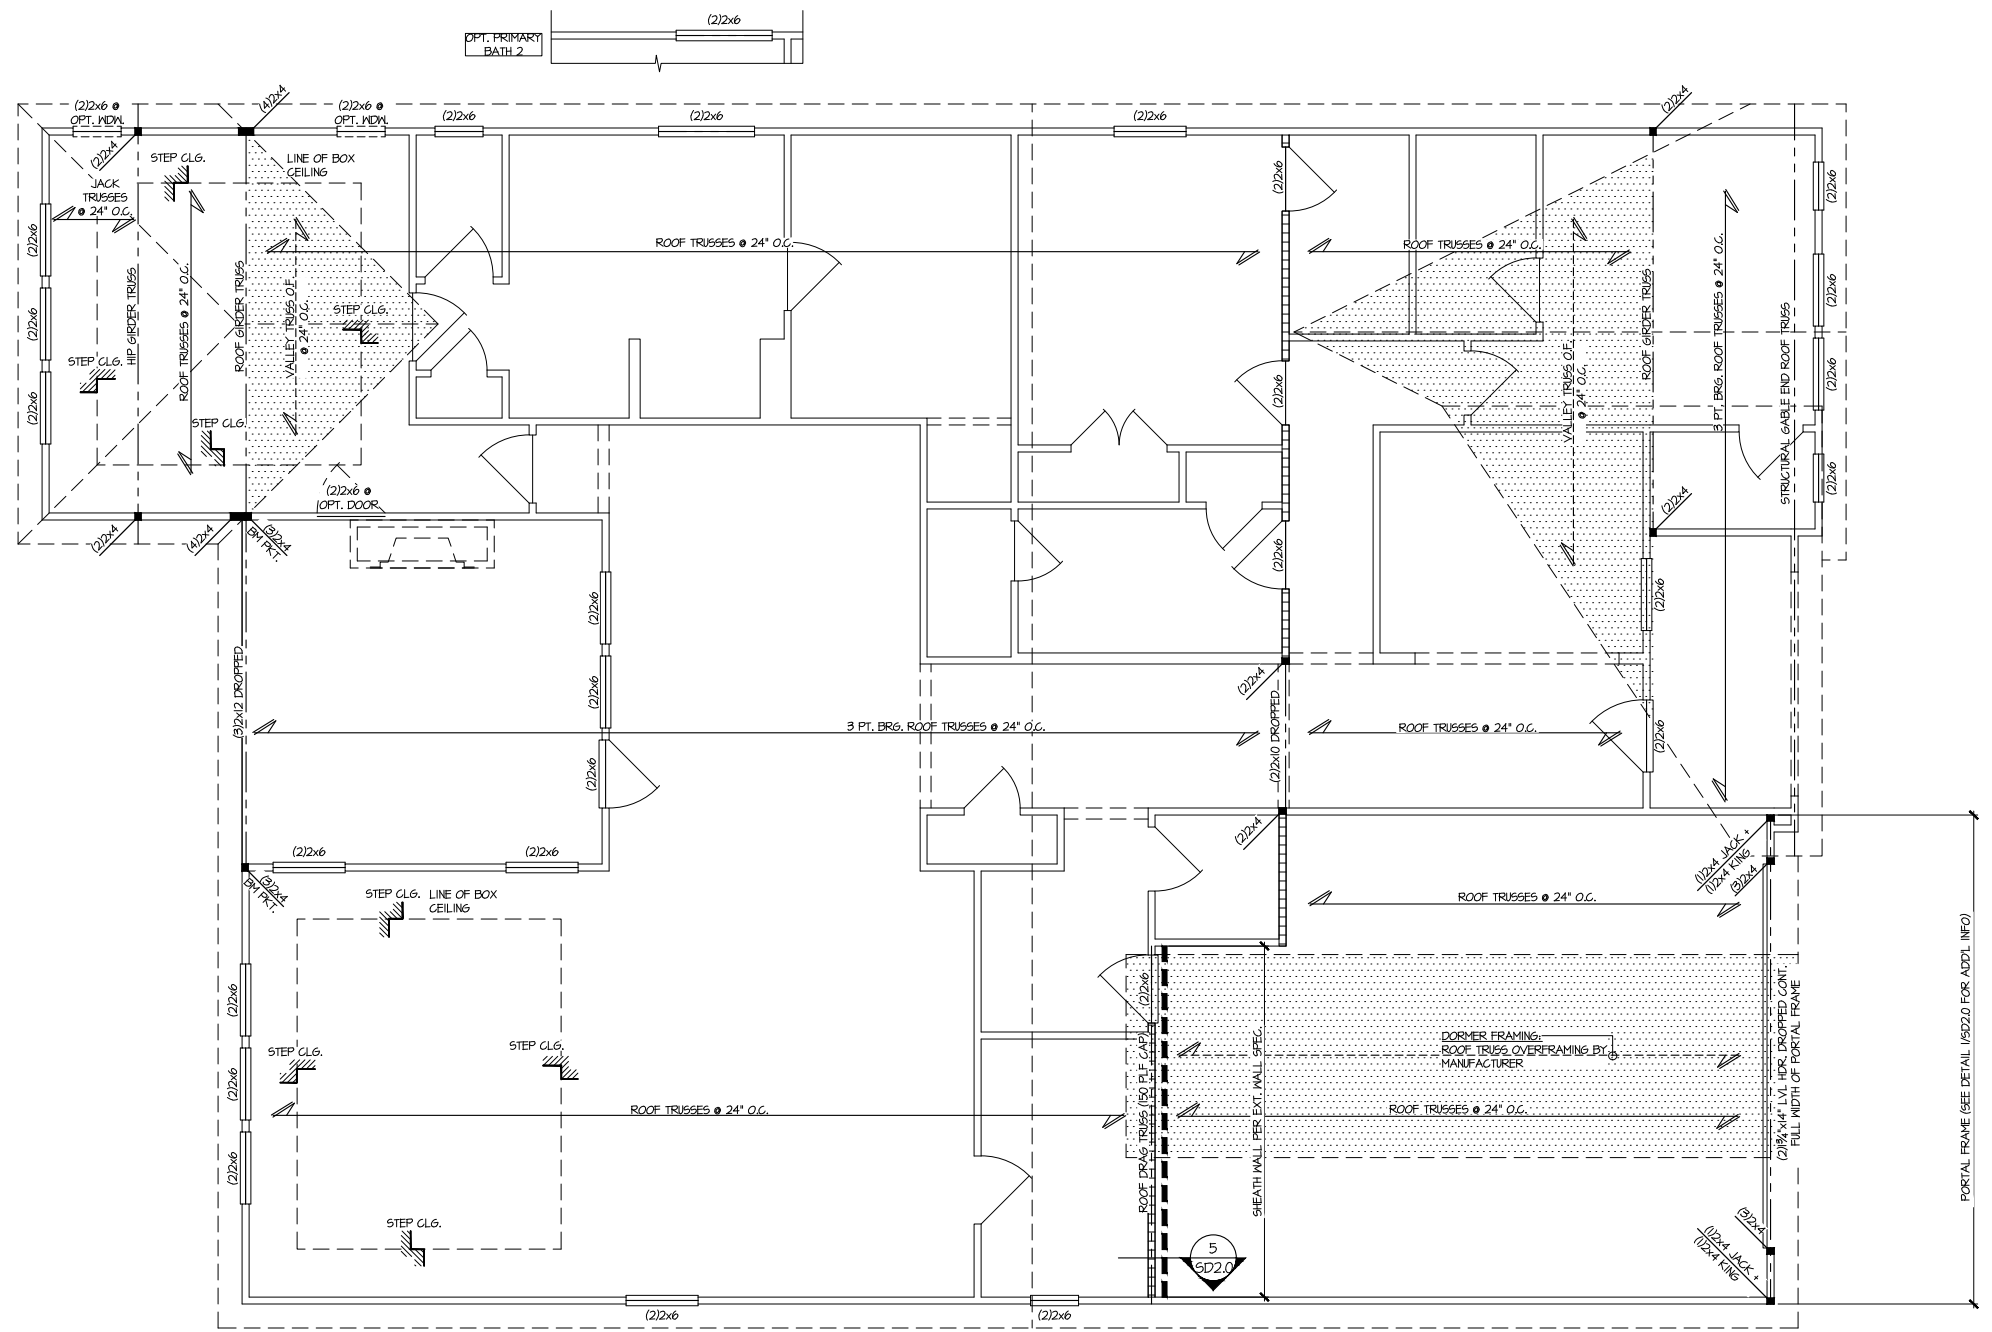 (2)2x6
OPT. PRIMARY
BATH 2
(2)2x6 @
OPT. WDW.
(4)2x4
(2)2x6 @
OPT. WDW.
(2)2x6
(2)2x6
(2)2x6
(2)2x4
(2)2x4
STEP CLG.
LINE OF BOX
CEILING
JACK
TRUSSES
@ 24" O.C.
(2)2x6
(2)2x6
(2)2x6
HIP GIRDER TRUSS
ROOF TRUSSES @ 24" O.C.
ROOF GIRDER TRUSS
VALLEY TRUSS O.F.
@ 24" O.C.
STEP CLG.
STEP CLG.
STEP CLG.
ROOF TRUSSES @ 24" O.C.
(2)2x6
(2)2x6
(2)2x6
ROOF TRUSSES @ 24" O.C.
VALLEY TRUSS O.F.
@ 24" O.C.
ROOF GIRDER TRUSS
3 PT. BRG. ROOF TRUSSES @ 24" O.C.
STRUCTURAL GABLE END ROOF TRUSS
(2)2x6
(2)2x6
(2)2x6
(2)2x6
(2)2x4
(2)2x6 @
OPT. DOOR
(2)2x4
(4)2x4
(3)2x4
BM PKT.
(2)2x6
(2)2x6
(2)2x6
(2)2x6
(2)2x6
(3)2x12 DROPPED
3 PT. BRG. ROOF TRUSSES @ 24" O.C.
(2)2x4
(2)2x10 DROPPED
ROOF TRUSSES @ 24" O.C.
(2)2x4
(2)2x6
(2)2x6
(3)2x4
BM PKT.
STEP CLG.
LINE OF BOX
CEILING
(1)2x4 JACK +
(1)2x4 KING
(3)2x4
ROOF TRUSSES @ 24" O.C.
(2)2x6
(2)2x6
(2)2x6
STEP CLG.
STEP CLG.
STEP CLG.
ROOF TRUSSES @ 24" O.C.
(2)2x6
ROOF DRAG TRUSS (150 PLF CAP)
SHEATH WALL PER EXT. WALL SPEC.
DORMER FRAMING:
ROOF TRUSS OVERFRAMING BY
MANUFACTURER
ROOF TRUSSES @ 24" O.C.
(2)1¾"x14" LVL HDR, DROPPED CONT.
FULL WIDTH OF PORTAL FRAME
PORTAL FRAME (SEE DETAIL 1/SD2.0 FOR ADD'L INFO)
(3)2x4
(1)2x4 JACK +
(1)2x4 KING
5
SD2.0
(2)2x6
(2)2x6